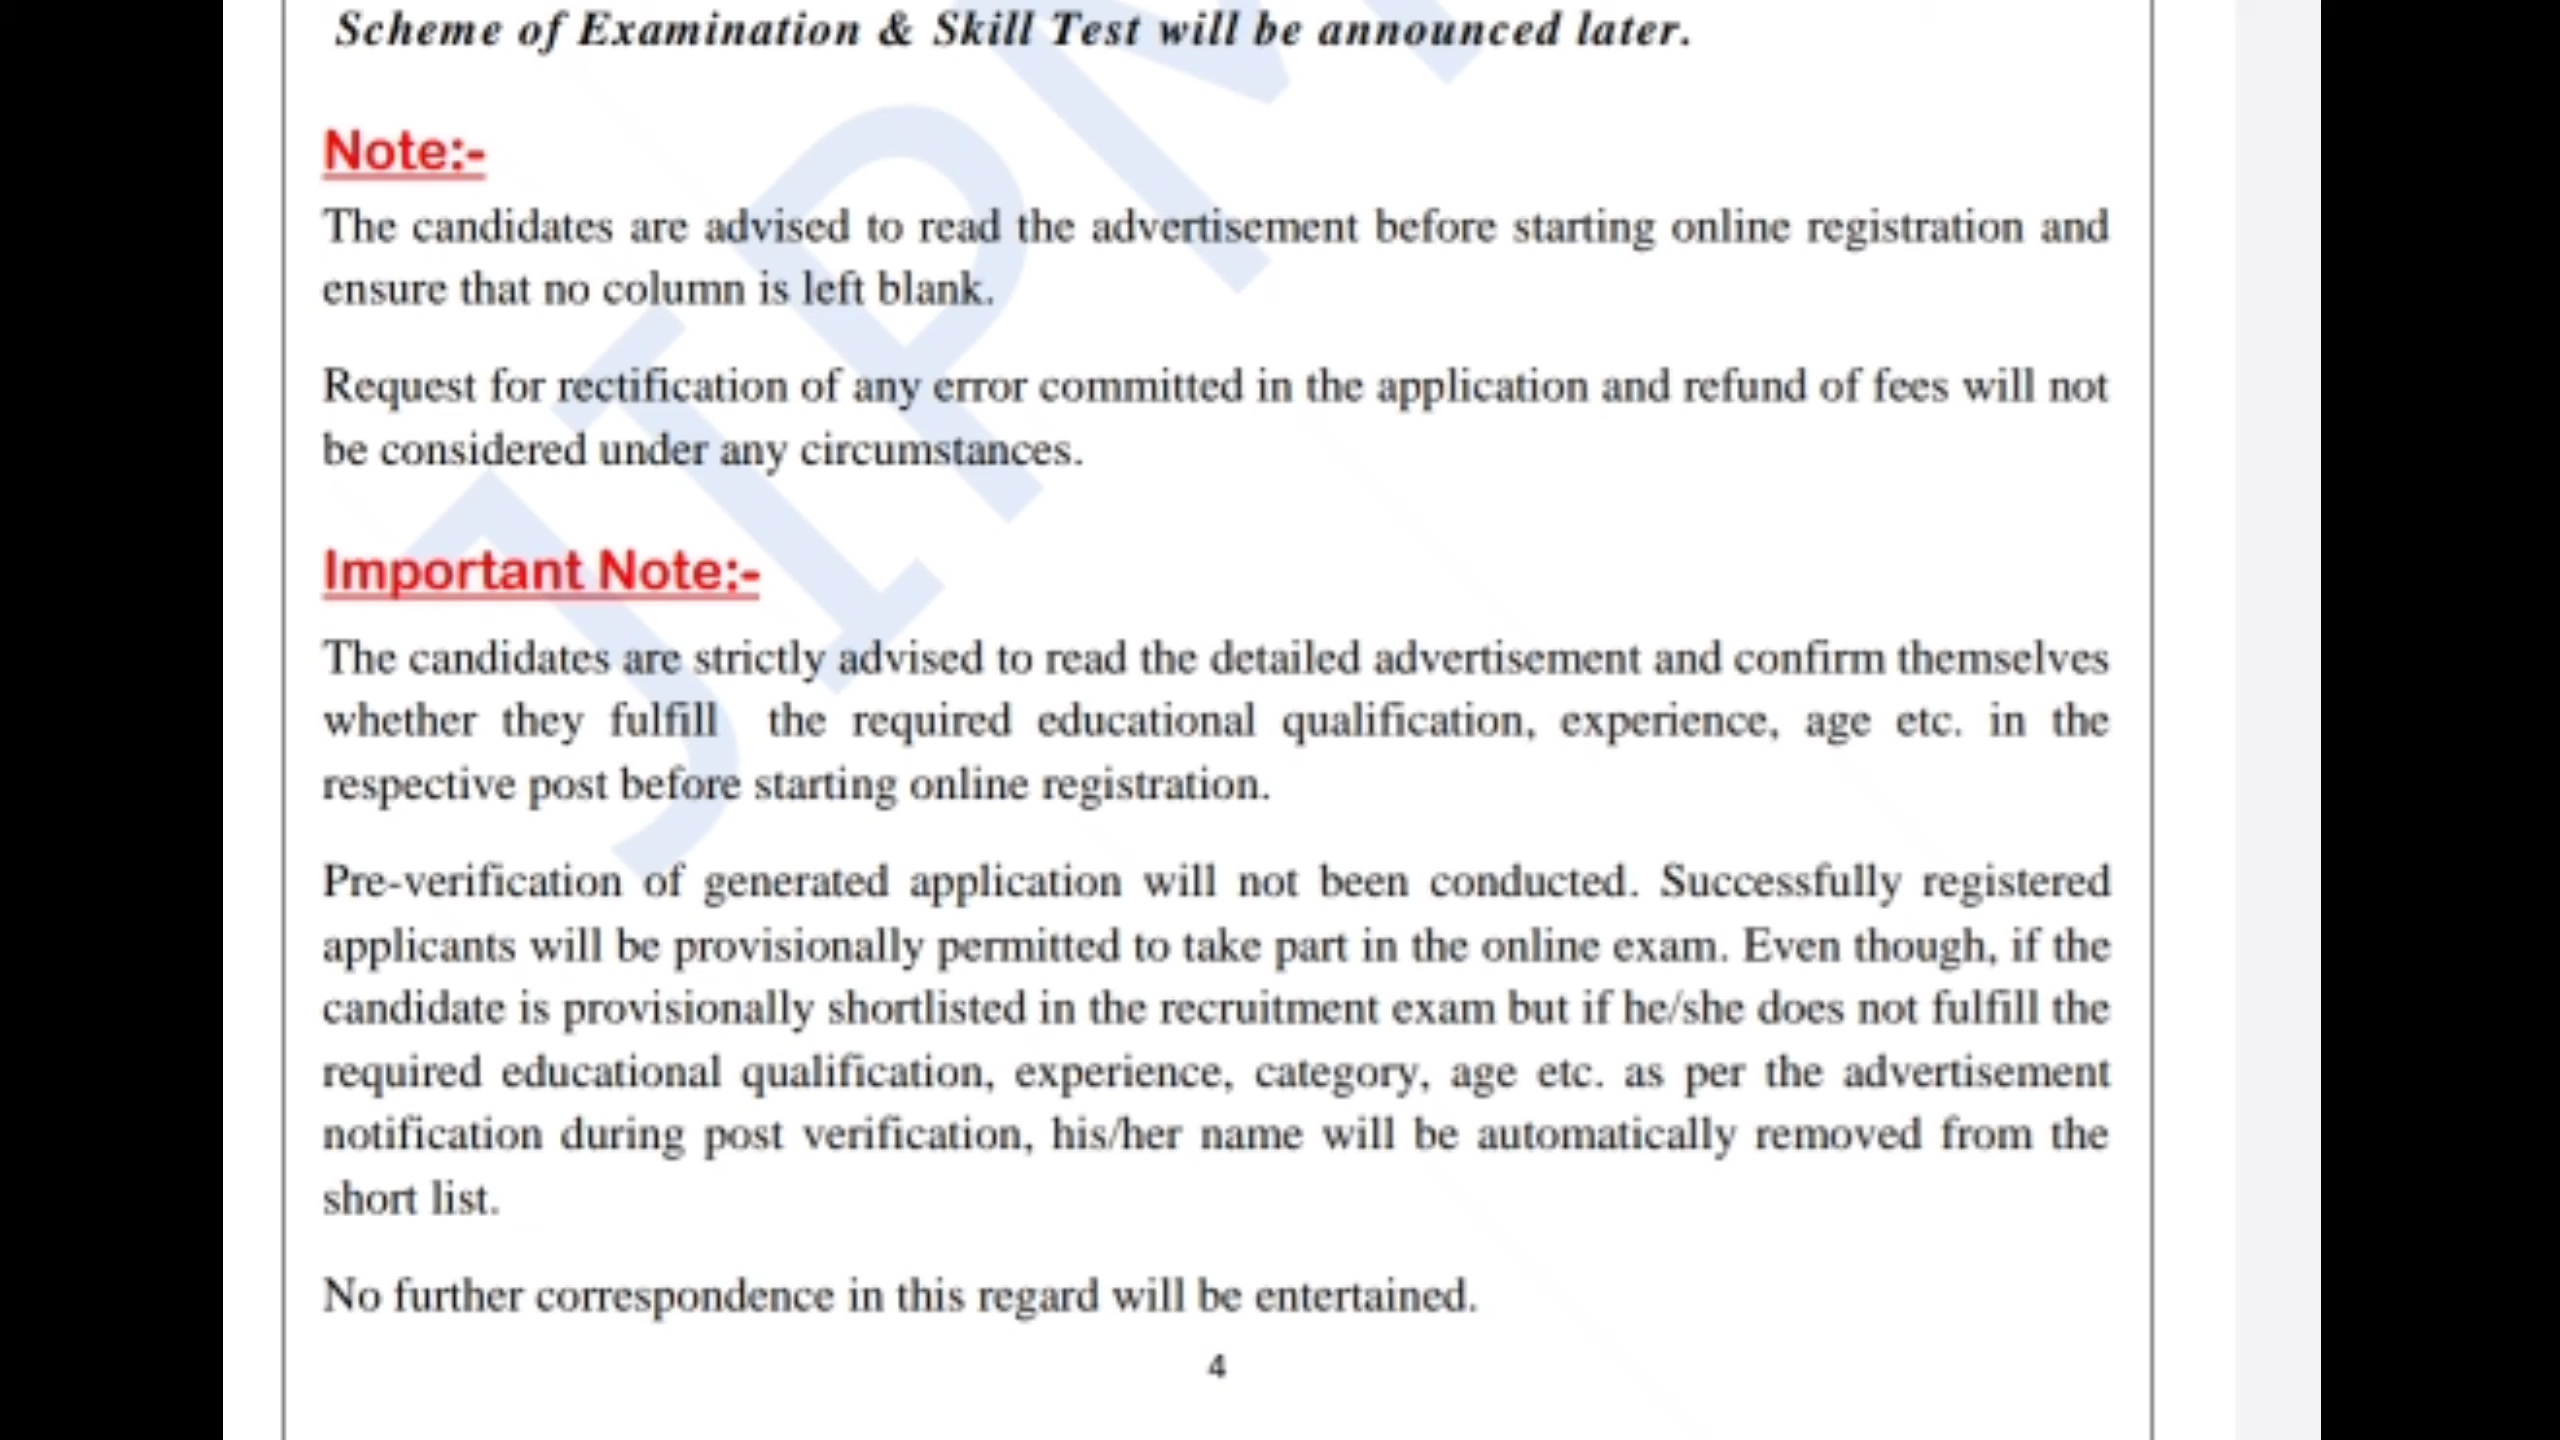 Scheme of Examination & Skill Test will be announced later.
Note:-
The candidates are advised to read the advertisement before starting online registration and
ensure that no column is left blank.
Request for rectification of any error committed in the application and refund of fees will not
be considered under any circumstances.
Important Note:-
The candidates are strictly advised to read the detailed advertisement and confirm themselves
whether they fulfill the required educational qualification, experience, age etc. in the
respective post before starting online registration.
Pre-verification of generated application will not been conducted. Successfully registered
applicants will be provisionally permitted to take part in the online exam. Even though, if the
candidate is provisionally shortlisted in the recruitment exam but if he/she does not fulfill the
required educational qualification, experience, category, age etc. as per the advertisement
notification during post verification, his/her name will be automatically removed from the
short list.
No further correspondence in this regard will be entertained.
4
JIPM